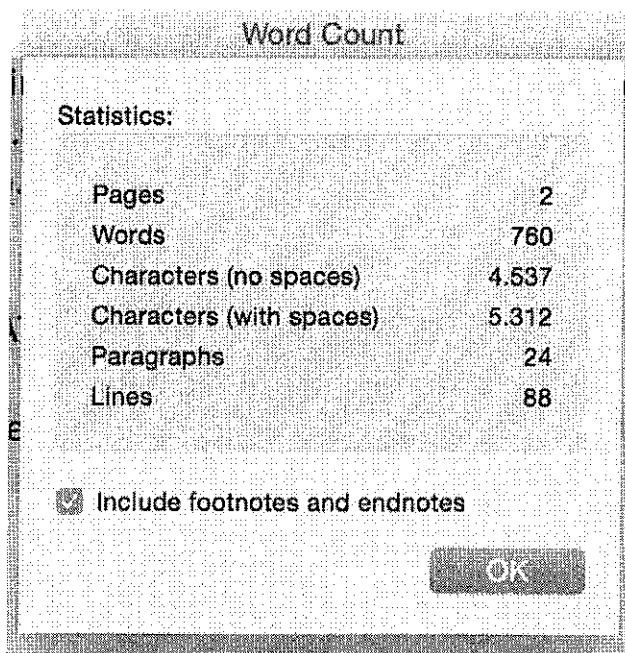 Word Count
Statistics:
Pages 2
Words 760
Characters (no spaces) 4.537
Characters (with spaces) 5.312
Paragraphs 24
Lines 88
Include footnotes and endnotes
OK